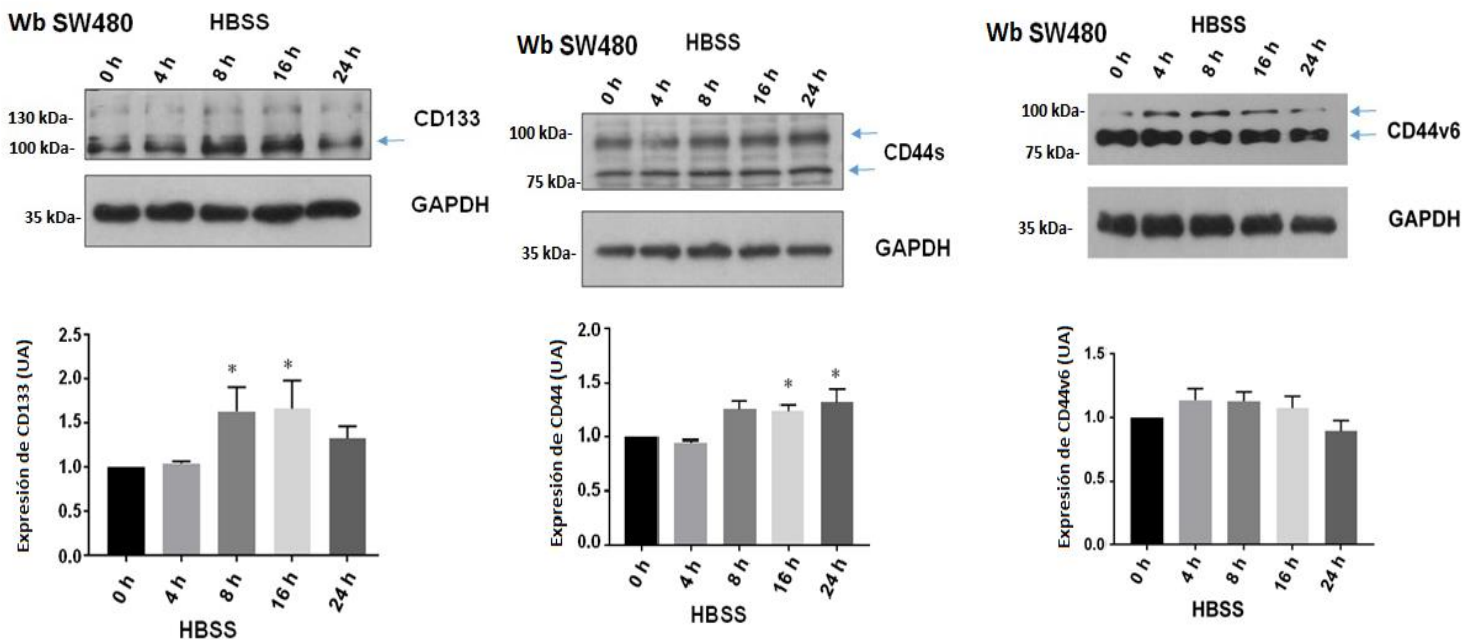 Wb SW480 HBSS
0 h 4 h 8 h 16 h 24 h
130 kDa-
CD133
100 kDa-
35 kDa-
GAPDH
Wb SW480 HBSS
0 h 4 h 8 h 16 h 24 h
100 kDa-
CD44s
75 kDa-
35 kDa-
GAPDH
Wb SW480 HBSS
0 h 4 h 8 h 16 h 24 h
100 kDa-
CD44v6
75 kDa-
35 kDa-
GAPDH
Expresión de CD133 (UA)
2.5
2.0
1.5
1.0
0.5
0.0
* *
0 h 4 h 8 h 16 h 24 h
HBSS
Expresión de CD44 (UA)
2.0
1.5
1.0
0.5
0.0
* *
0 h 4 h 8 h 16 h 24 h
HBSS
Expresión de CD44v6 (UA)
1.5
1.0
0.5
0.0
0 h 4 h 8 h 16 h 24 h
HBSS